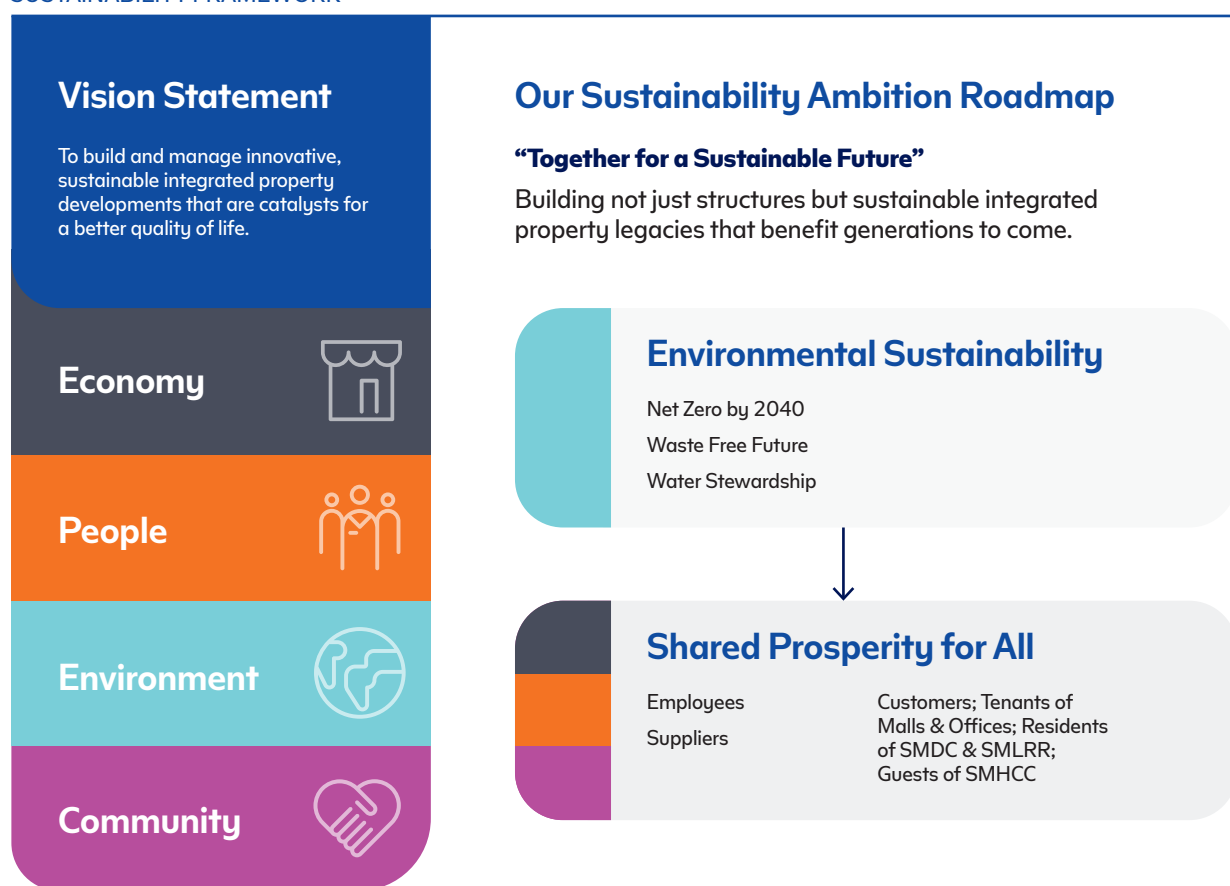 SUSTAINABILITY FRAMEWORK
Vision Statement
To build and manage innovative,
sustainable integrated property
developments that are catalysts for
a better quality of life.
Economy
People
Environment
Community
Our Sustainability Ambition Roadmap
“Together for a Sustainable Future”
Building not just structures but sustainable integrated
property legacies that benefit generations to come.
Environmental Sustainability
Net Zero by 2040
Waste Free Future
Water Stewardship
Shared Prosperity for All
Employees
Suppliers
Customers; Tenants of
Malls & Offices; Residents
of SMDC & SMLRR;
Guests of SMHCC